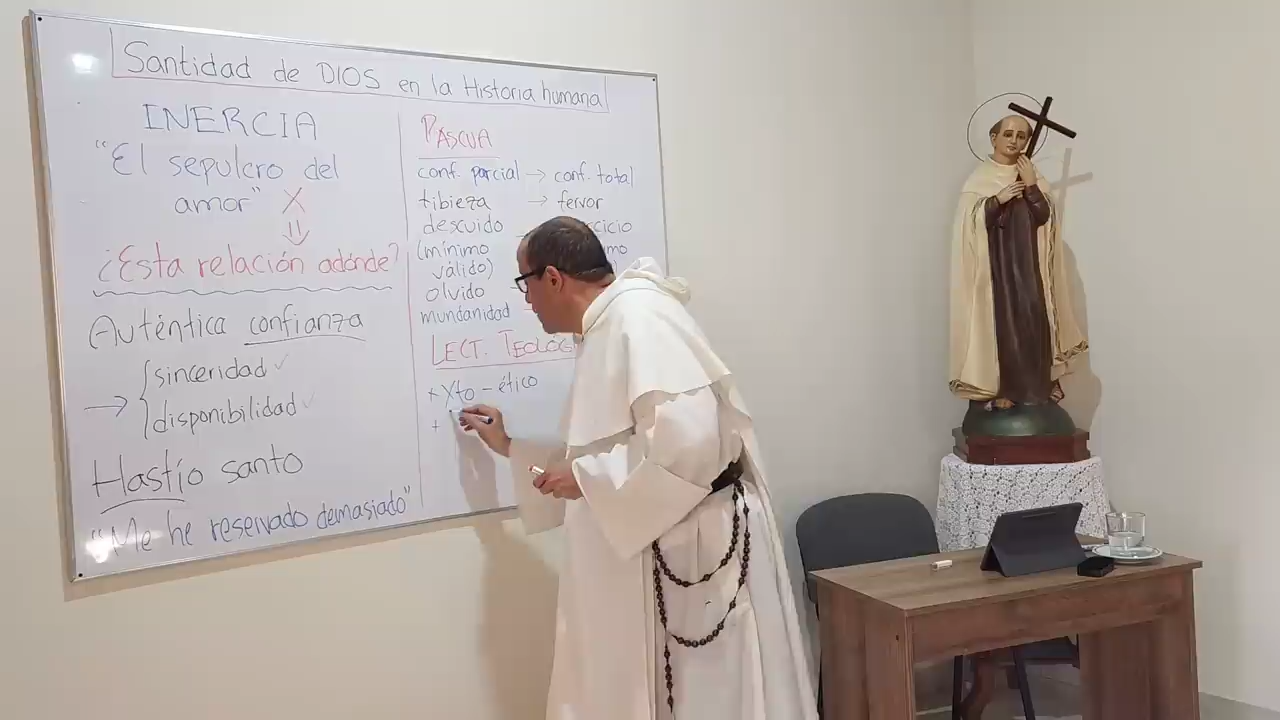 Santidad de DIOS en la Historia humana
INERCIA
"El sepulcro del
amor" X
¿Esta relación adónde?
Auténtica confianza
→ { sinceridad ✓
disponibilidad ✓
Hastío santo
"Me he reservado demasiado"
PASCUA
conf. parcial → conf. total
tibieza → fervor
descuido
(mínimo
válido)
olvido
mundanidad
LECT.
+ Xto - ético
+